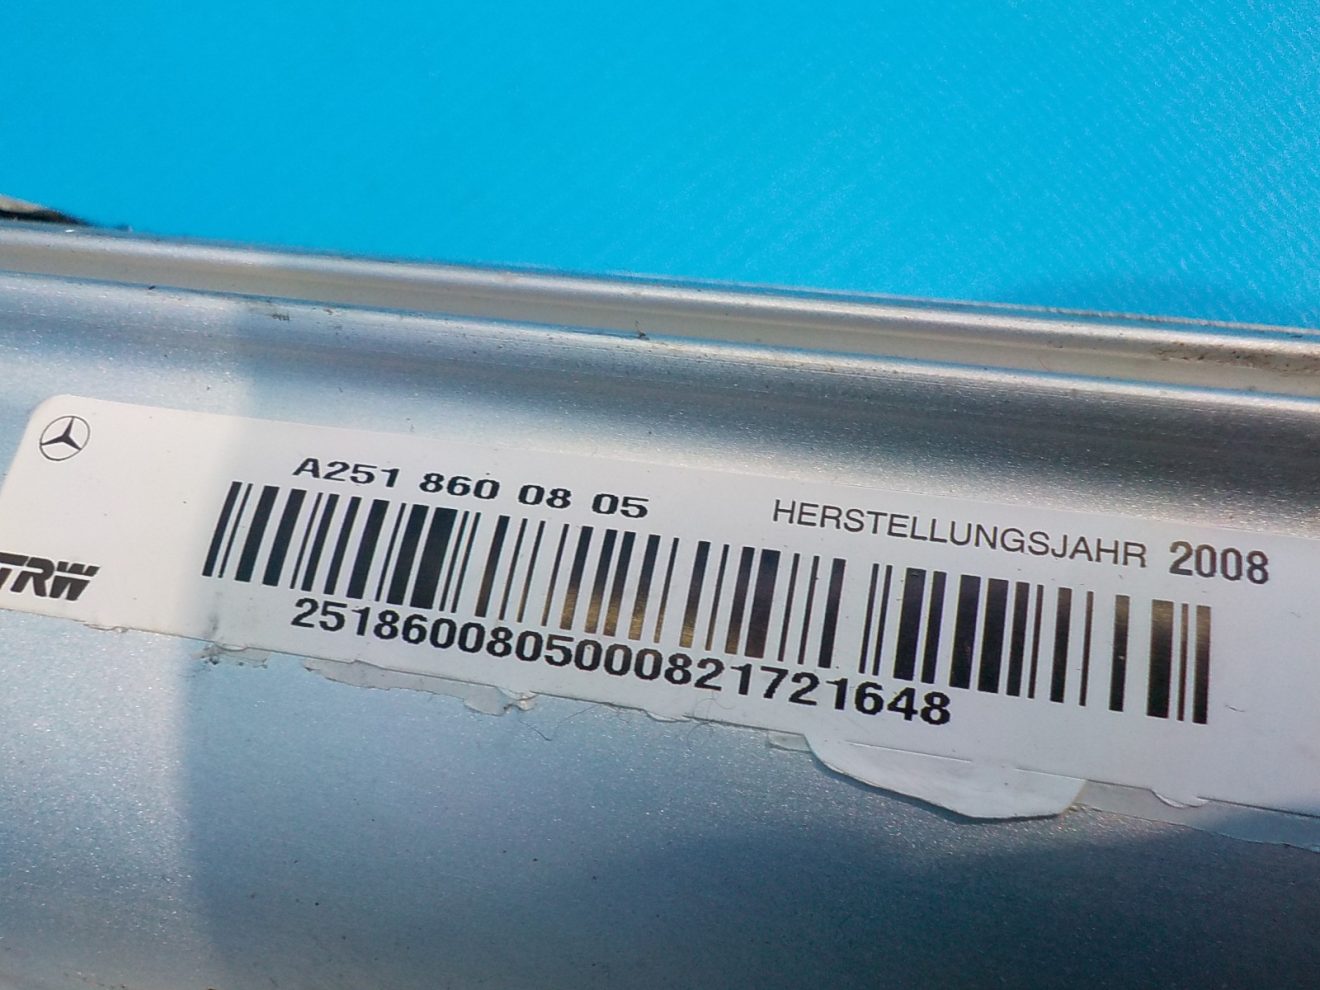 A251 860 08 05
HERSTELLUNGSJAHR 2008
TRW
2518600805000821721648